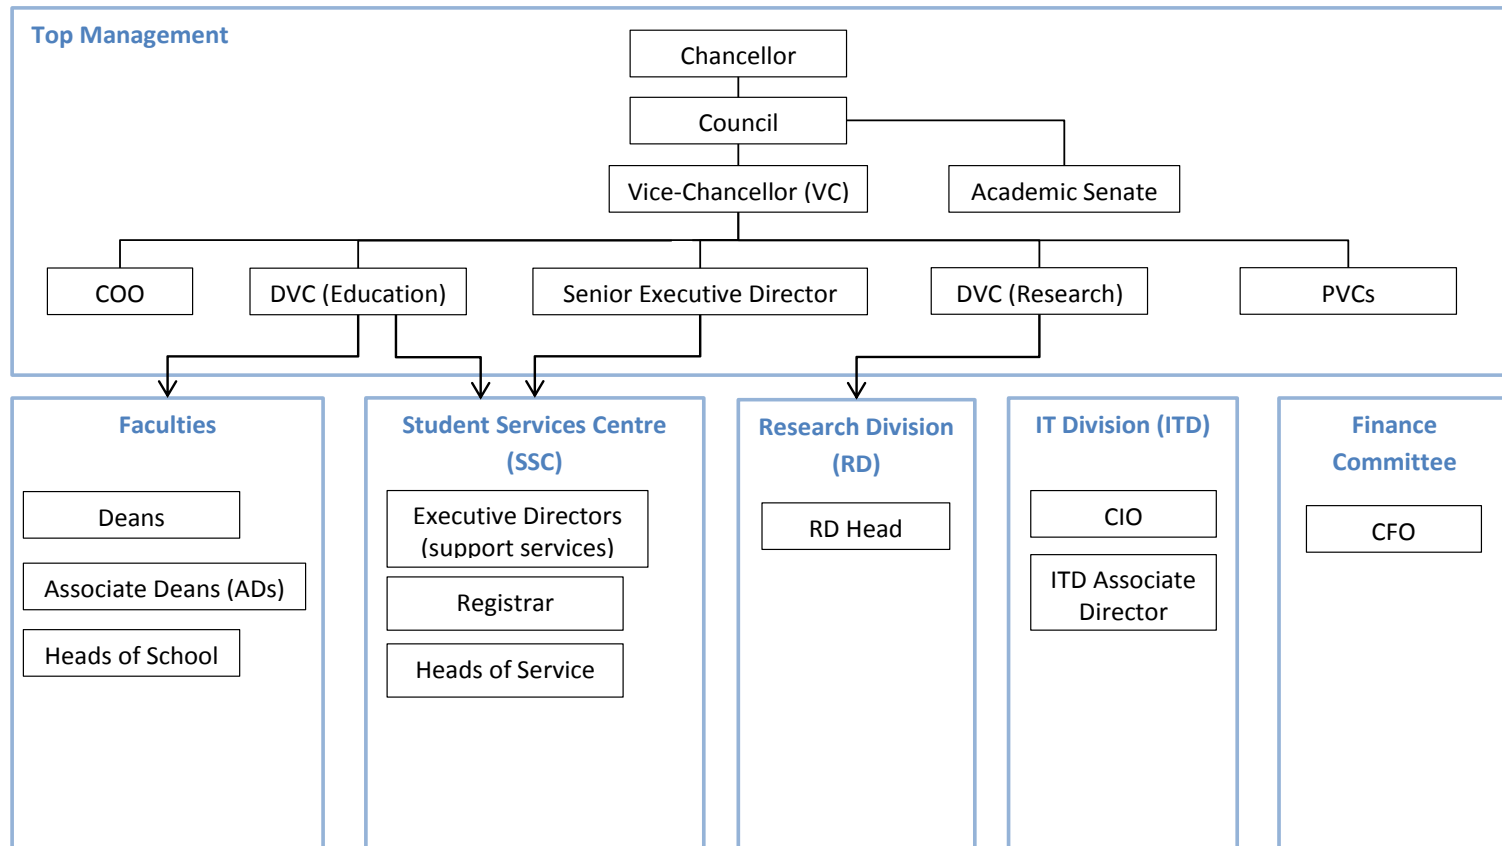 Top Management
Chancellor
Council
Vice-Chancellor (VC)
Academic Senate
COO
DVC (Education)
Senior Executive Director
DVC (Research)
PVCs
Faculties
Deans
Associate Deans (ADs)
Heads of School
Student Services Centre
(SSC)
Executive Directors
(support services)
Registrar
Heads of Service
Research Division
(RD)
RD Head
IT Division (ITD)
CIO
ITD Associate
Director
Finance
Committee
CFO